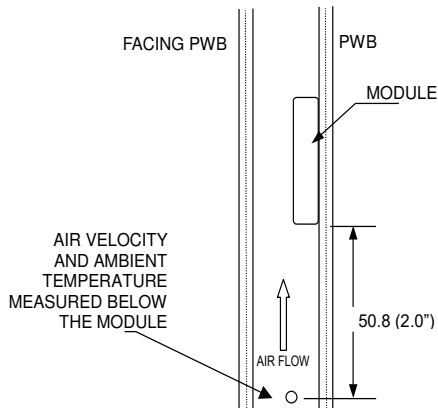 FACING PWB
PWB
MODULE
AIR VELOCITY
AND AMBIENT
TEMPERATURE
MEASURED BELOW
THE MODULE
50.8 (2.0”)
AIR FLOW